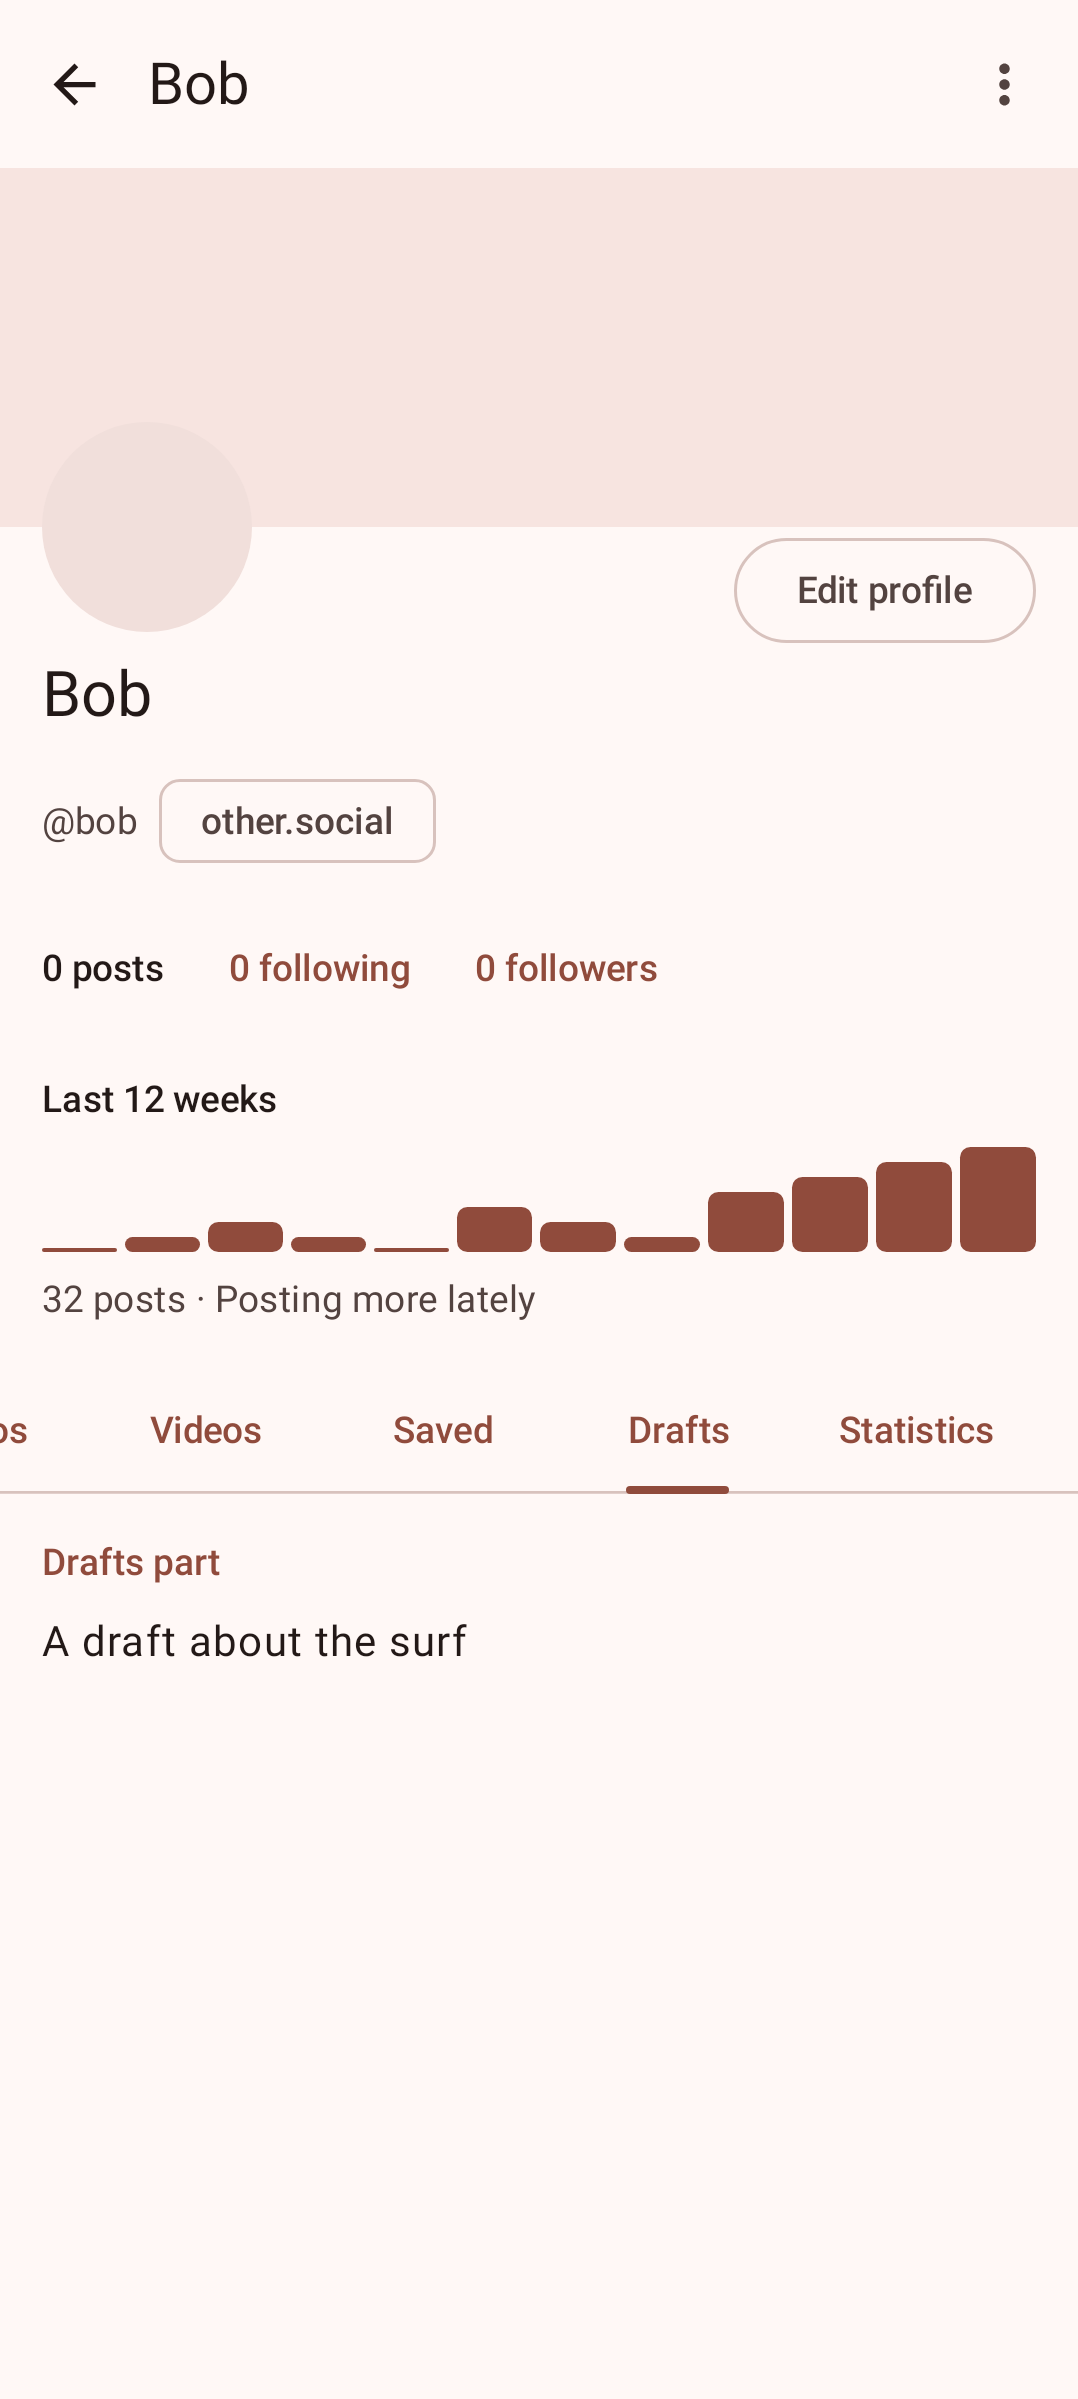 Bob
Edit profile
Bob
@bob other.social
0 posts 0 following 0 followers
Last 12 weeks
32 posts · Posting more lately
os Videos Saved Drafts Statistics
Drafts part
A draft about the surf